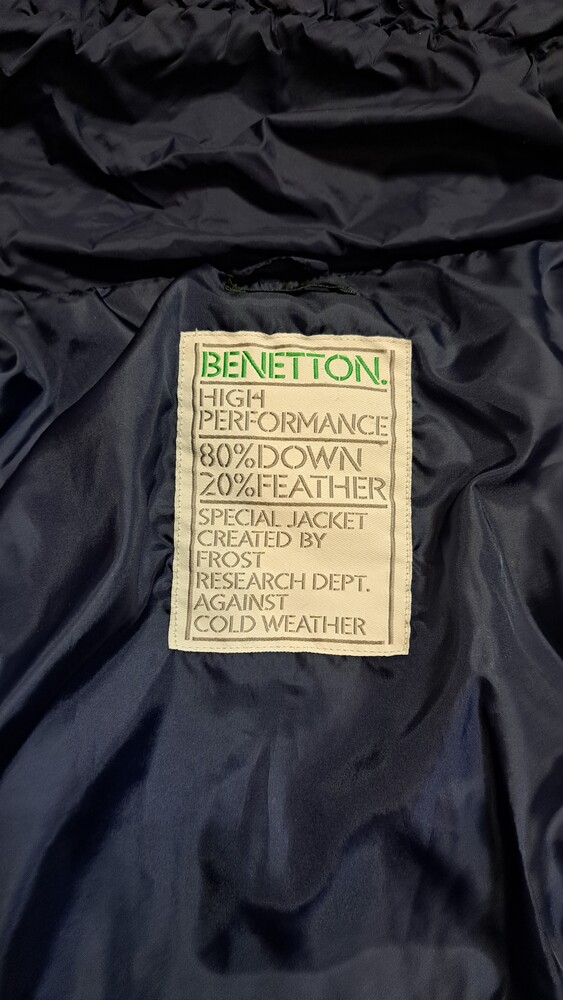 BENETTON.
HIGH
PERFORMANCE
80%DOWN
20%FEATHER
SPECIAL JACKET
CREATED BY
FROST
RESEARCH DEPT.
AGAINST
COLD WEATHER